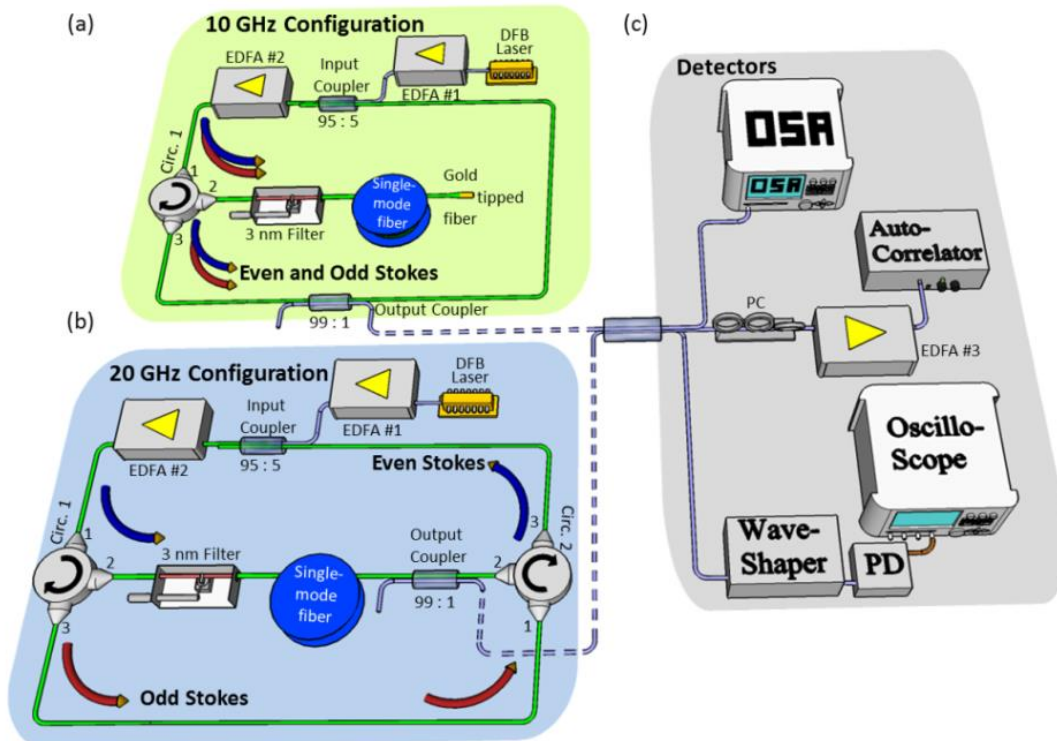 (a)
10 GHz Configuration
EDFA #2
Input
Coupler
95 : 5
EDFA #1
DFB
Laser
Circ. 1
1
2
3
3 nm Filter
Single-
mode
fiber
Gold
tipped
fiber
Even and Odd Stokes
99 : 1
Output Coupler
(b)
20 GHz Configuration
EDFA #2
Input
Coupler
95 : 5
EDFA #1
DFB
Laser
Even Stokes
Circ. 1
1
2
3
3 nm Filter
Single-
mode
fiber
Output
Coupler
99 : 1
Circ. 2
3
2
1
Odd Stokes
(c)
Detectors
OSA
OSA
Auto-
Correlator
PC
EDFA #3
Oscillo-
Scope
Wave-
Shaper
PD